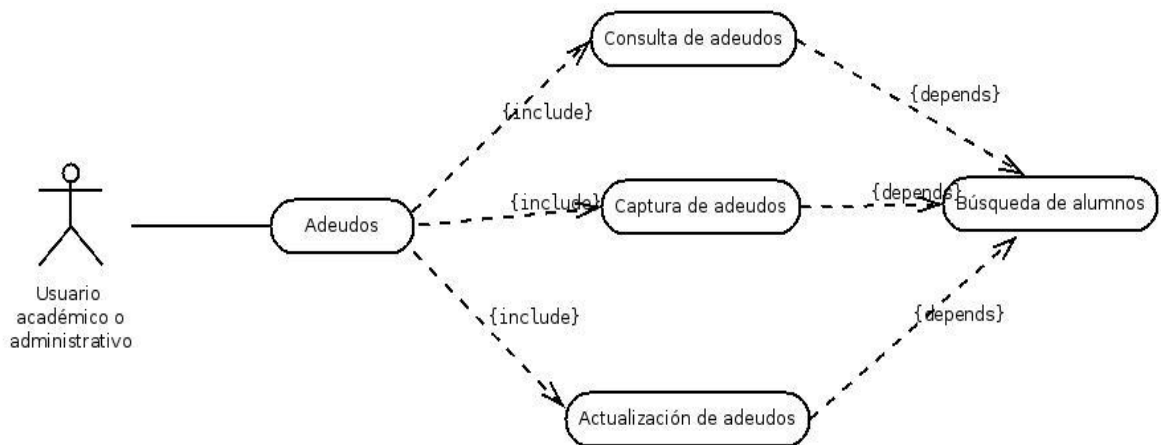 Consulta de adeudos
{include}
{depends}
{include}
Captura de adeudos
{depends}
Búsqueda de alumnos
Adeudos
Usuario
académico o
administrativo
{include}
{depends}
Actualización de adeudos